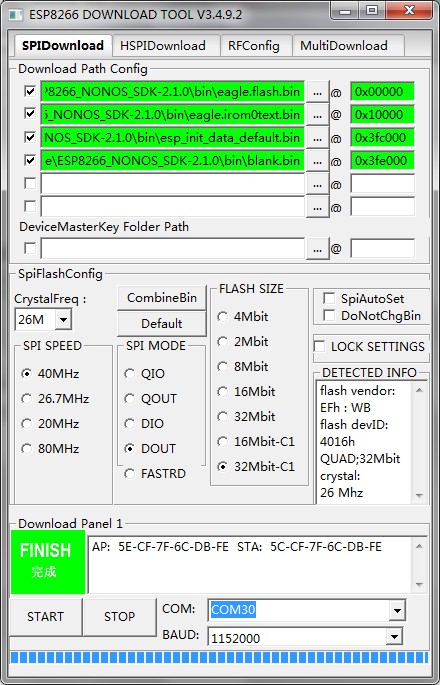 ESP8266 DOWNLOAD TOOL V3.4.9.2
SPIDownload HSPIDownload RFConfig MultiDownload
Download Path Config
8266_NONOS_SDK-2.1.0\bin\eagle.flash.bin ... @ 0x00000
_NONOS_SDK-2.1.0\bin\eagle.irom0text.bin ... @ 0x10000
NOS_SDK-2.1.0\bin\esp_init_data_default.bin ... @ 0x3fc000
e\ESP8266_NONOS_SDK-2.1.0\bin\blank.bin ... @ 0x3fe000
... @
... @
DeviceMasterKey Folder Path
... @
SpiFlashConfig
CrystalFreq :
26M
CombineBin
Default
SPI SPEED
40MHz
26.7MHz
20MHz
80MHz
SPI MODE
QIO
QOUT
DIO
DOUT
FASTRD
FLASH SIZE
4Mbit
2Mbit
8Mbit
16Mbit
32Mbit
16Mbit-C1
32Mbit-C1
SpiAutoSet
DoNotChgBin
LOCK SETTINGS
DETECTED INFO
flash vendor:
EFh : WB
flash devID:
4016h
QUAD;32Mbit
crystal:
26 Mhz
Download Panel 1
FINISH
完成
AP: 5E-CF-7F-6C-DB-FE STA: 5C-CF-7F-6C-DB-FE
START
STOP
COM: COM30
BAUD: 1152000